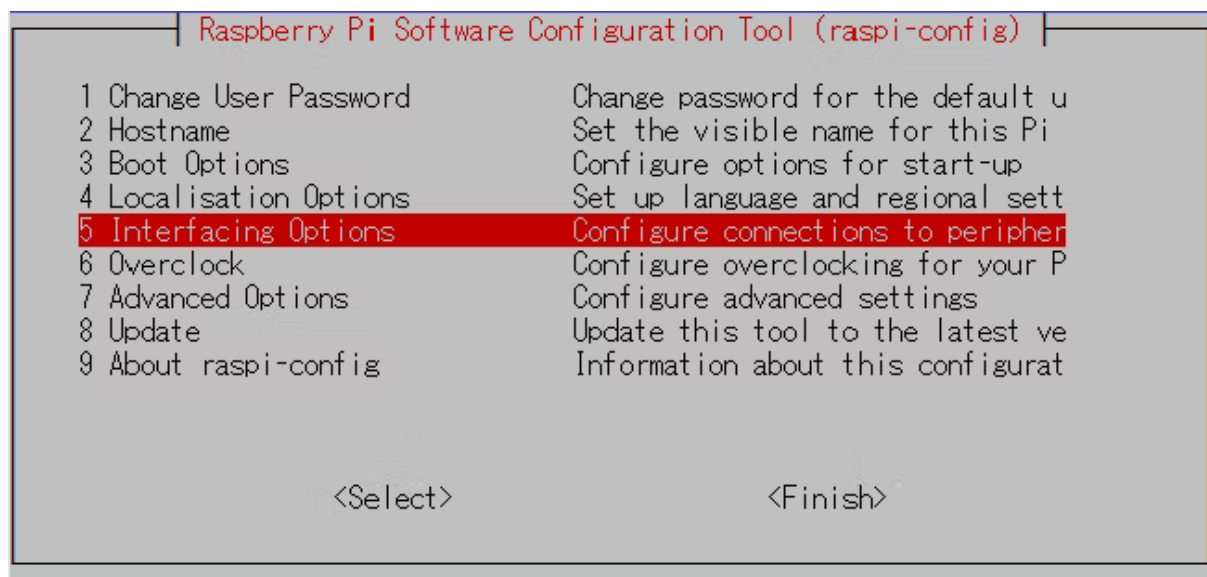 Raspberry Pi Software Configuration Tool (raspi-config)
1 Change User Password Change password for the default u
2 Hostname Set the visible name for this Pi
3 Boot Options Configure options for start-up
4 Localisation Options Set up language and regional sett
5 Interfacing Options Configure connections to peripher
6 Overclock Configure overclocking for your P
7 Advanced Options Configure advanced settings
8 Update Update this tool to the latest ve
9 About raspi-config Information about this configurat
<Select> <Finish>